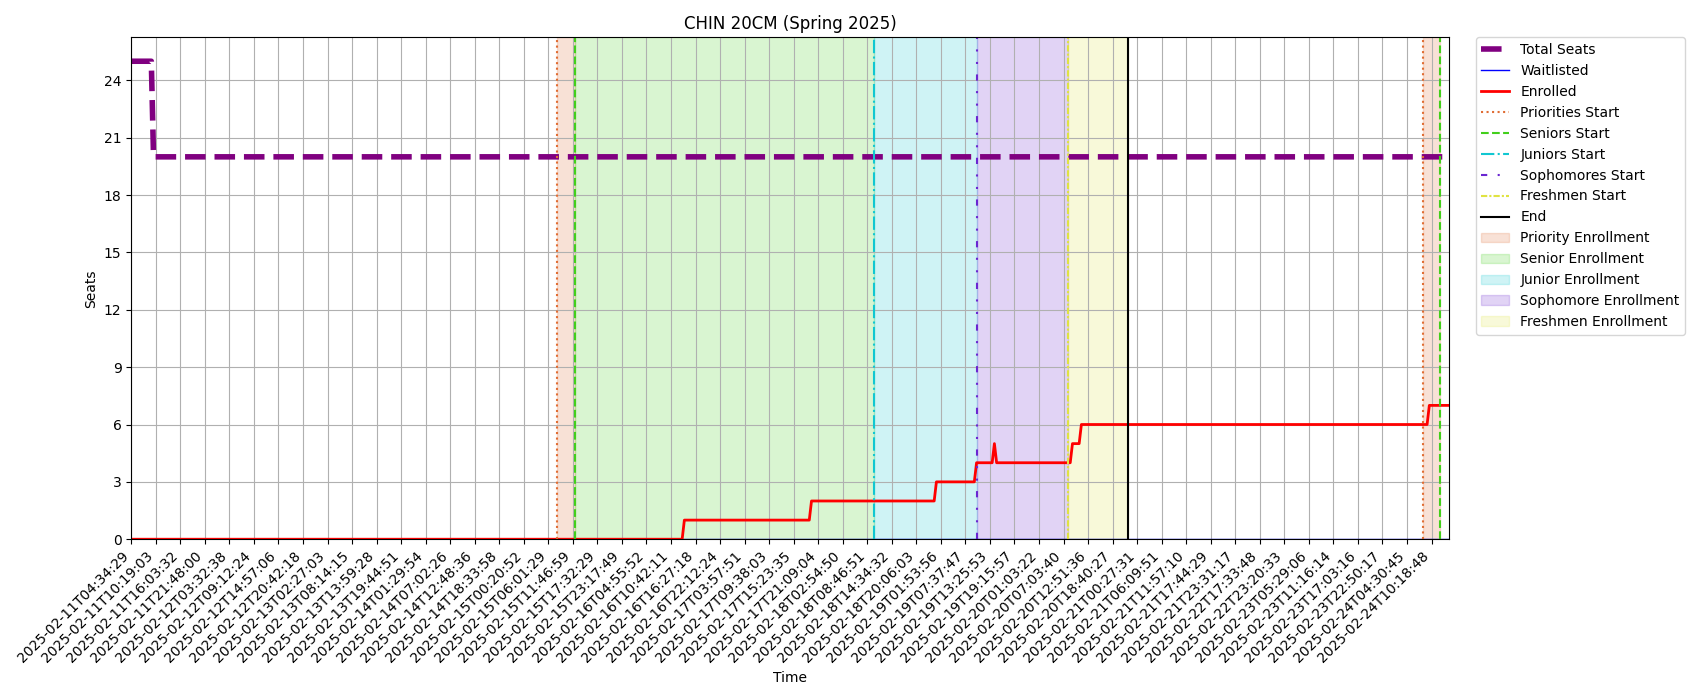 CHIN 20CM (Spring 2025)
Total Seats
Waitlisted
Enrolled
Priorities Start
Seniors Start
Juniors Start
Sophomores Start
Freshmen Start
End
Priority Enrollment
Senior Enrollment
Junior Enrollment
Sophomore Enrollment
Freshmen Enrollment
Seats
24
21
18
15
12
9
6
3
0
2025-02-11T04:34:29
2025-02-11T10:19:03
2025-02-11T16:03:32
2025-02-11T21:48:00
2025-02-12T03:32:38
2025-02-12T09:12:24
2025-02-12T14:57:06
2025-02-12T20:42:18
2025-02-13T02:27:03
2025-02-13T08:14:15
2025-02-13T13:59:28
2025-02-13T19:44:51
2025-02-14T01:29:54
2025-02-14T07:02:26
2025-02-14T12:48:36
2025-02-14T18:33:58
2025-02-15T00:20:52
2025-02-15T06:01:29
2025-02-15T11:46:59
2025-02-15T17:32:29
2025-02-15T23:17:49
2025-02-16T04:55:52
2025-02-16T10:42:11
2025-02-16T16:27:18
2025-02-16T22:12:24
2025-02-17T03:57:51
2025-02-17T09:38:03
2025-02-17T15:23:35
2025-02-17T21:09:04
2025-02-18T02:54:50
2025-02-18T08:46:51
2025-02-18T14:34:32
2025-02-18T20:06:03
2025-02-19T01:53:56
2025-02-19T07:37:47
2025-02-19T13:25:53
2025-02-19T19:15:57
2025-02-20T01:03:22
2025-02-20T07:03:40
2025-02-20T12:51:36
2025-02-20T18:40:27
2025-02-21T00:27:31
2025-02-21T06:09:51
2025-02-21T11:57:10
2025-02-21T17:44:29
2025-02-21T23:31:17
2025-02-22T17:33:48
2025-02-22T23:20:33
2025-02-23T05:29:06
2025-02-23T11:16:14
2025-02-23T17:03:16
2025-02-23T22:50:17
2025-02-24T04:30:45
2025-02-24T10:18:48
Time